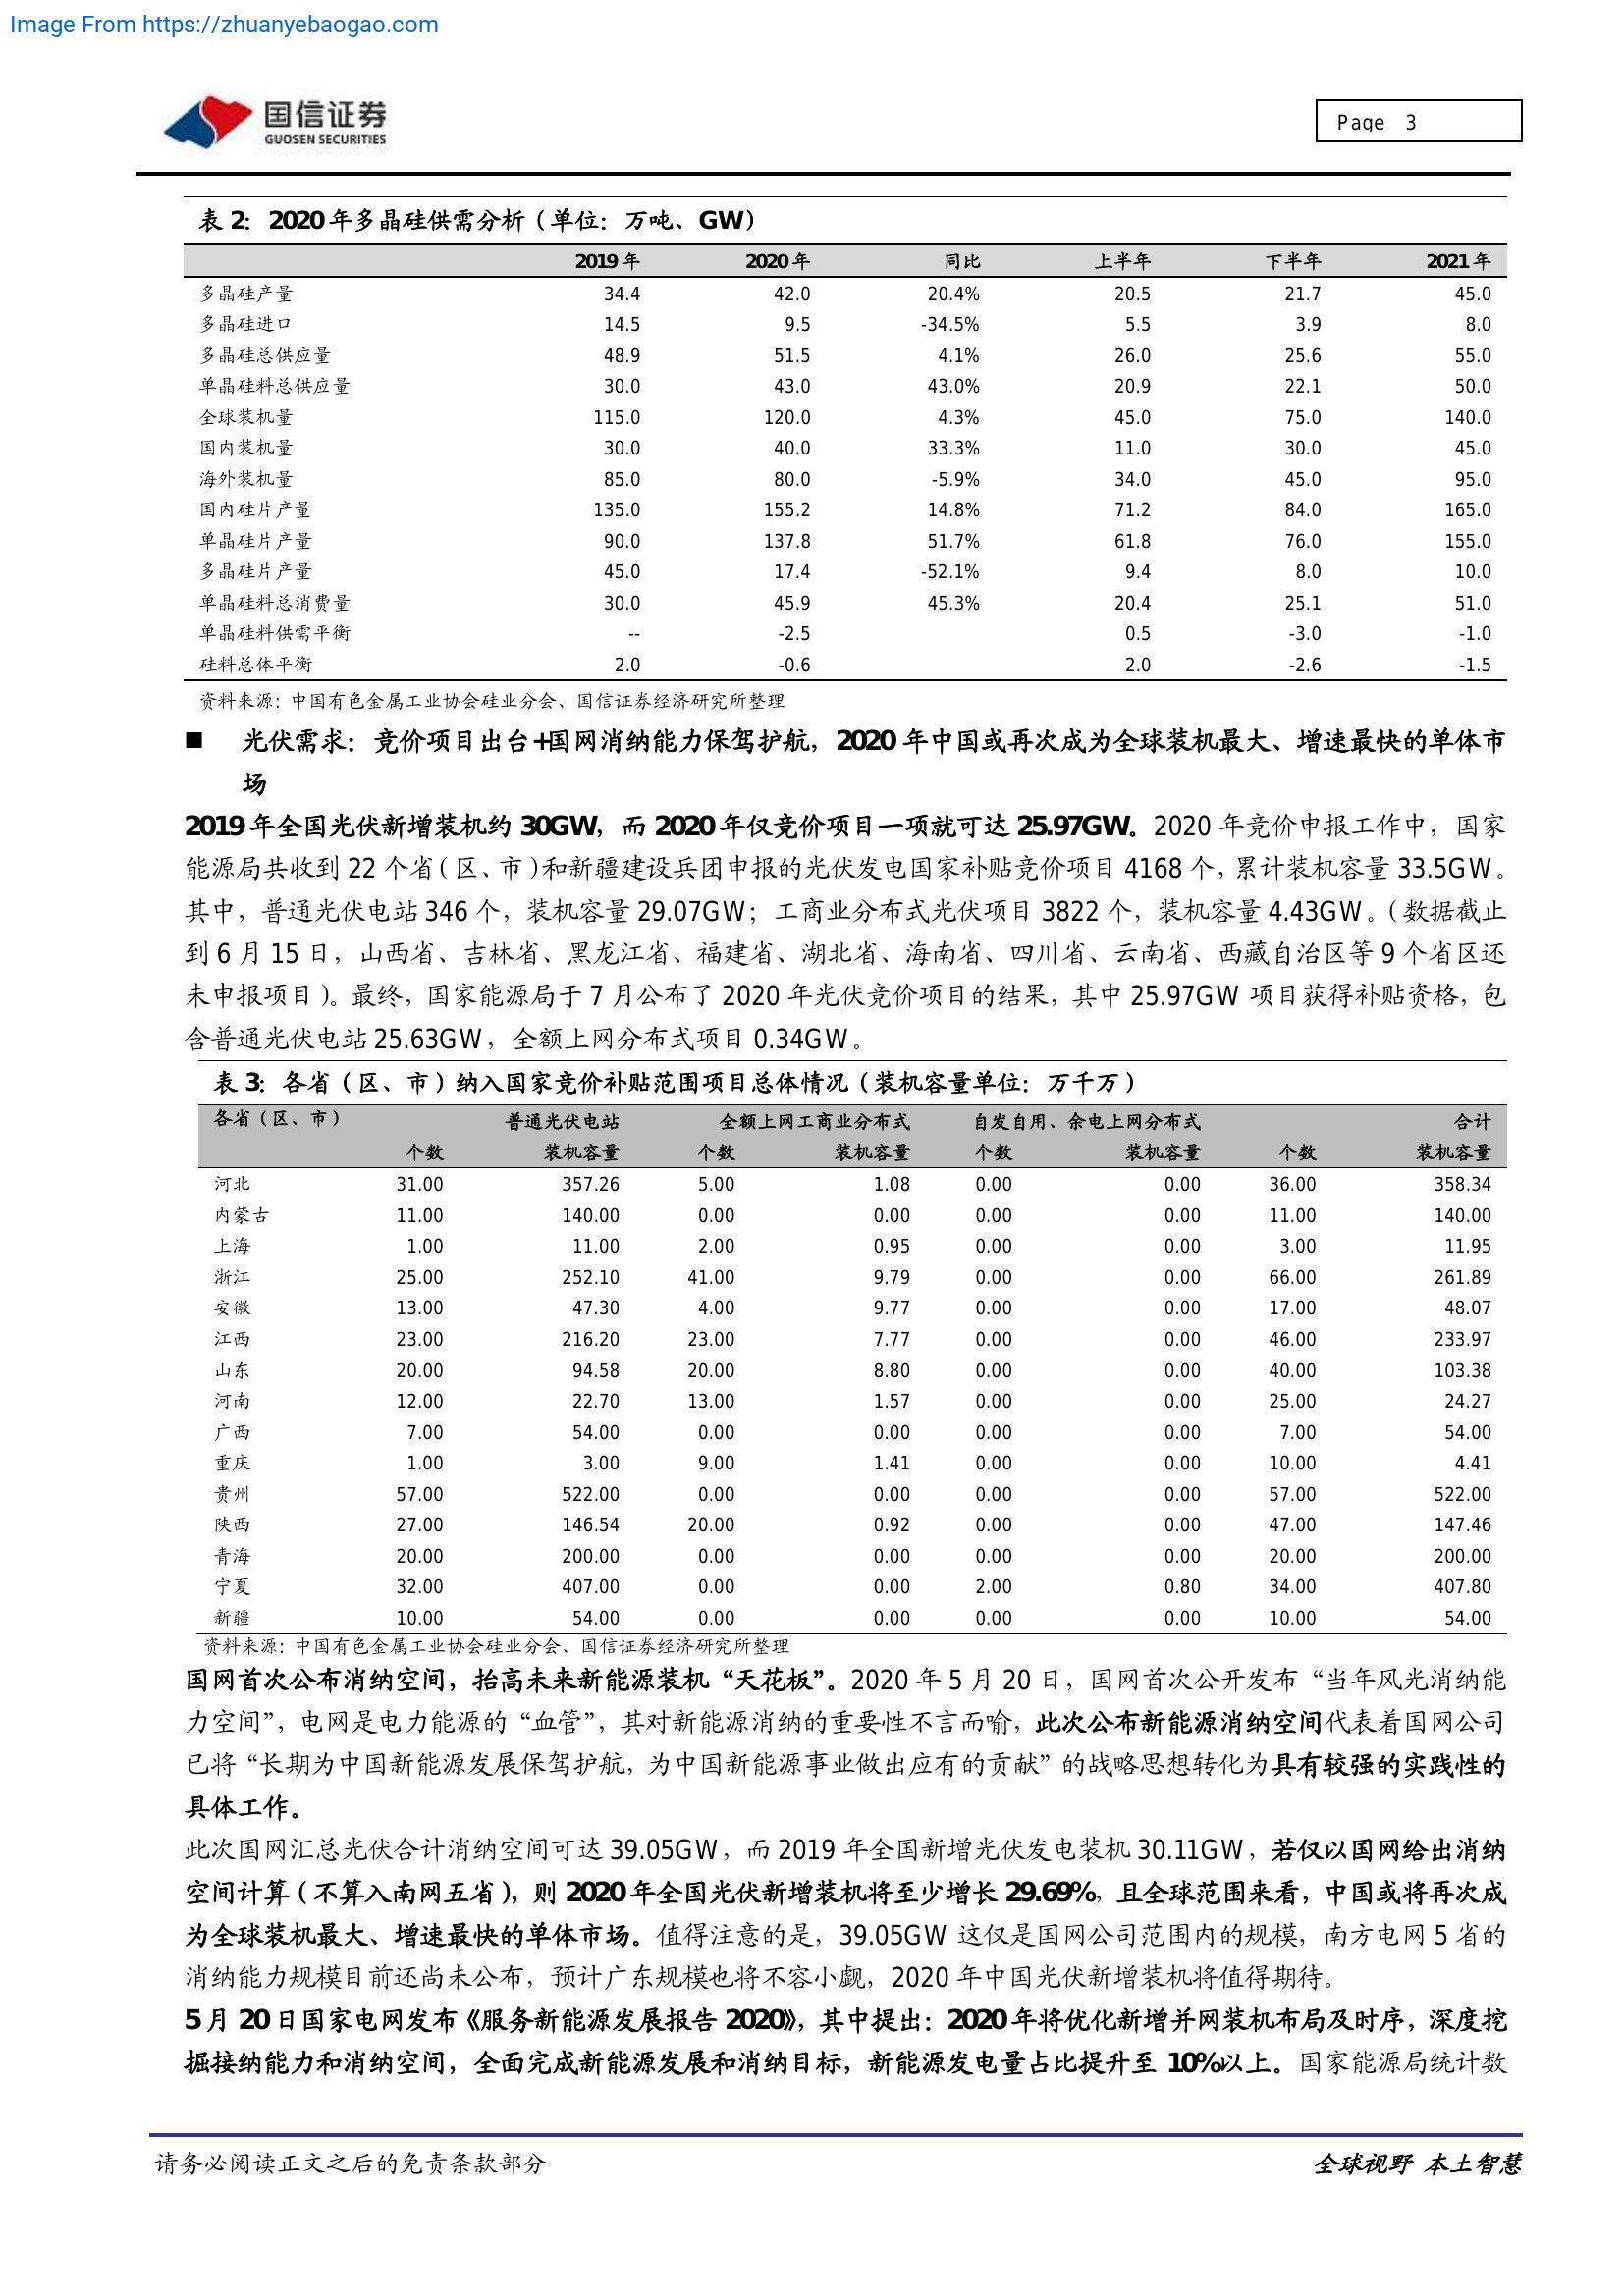 Image From https://zhuanyebaogao.com
国信证券
GUOSEN SECURITIES
Page 3
表 2: 2020 年多晶硅供需分析（单位：万吨、GW）
2019 年 2020 年 同比 上半年 下半年 2021 年
多晶硅产量 34.4 42.0 20.4% 20.5 21.7 45.0
多晶硅进口 14.5 9.5 -34.5% 5.5 3.9 8.0
多晶硅总供应量 48.9 51.5 4.1% 26.0 25.6 55.0
单晶硅料总供应量 30.0 43.0 43.0% 20.9 22.1 50.0
全球装机量 115.0 120.0 4.3% 45.0 75.0 140.0
国内装机量 30.0 40.0 33.3% 11.0 30.0 45.0
海外装机量 85.0 80.0 -5.9% 34.0 45.0 95.0
国内硅片产量 135.0 155.2 14.8% 71.2 84.0 165.0
单晶硅片产量 90.0 137.8 51.7% 61.8 76.0 155.0
多晶硅片产量 45.0 17.4 -52.1% 9.4 8.0 10.0
单晶硅料总消费量 30.0 45.9 45.3% 20.4 25.1 51.0
单晶硅料供需平衡 -- -2.5 0.5 -3.0 -1.0
硅料总体平衡 2.0 -0.6 2.0 -2.6 -1.5
资料来源：中国有色金属工业协会硅业分会、国信证券经济研究所整理
■ 光伏需求：竞价项目出台+国网消纳能力保驾护航，2020 年中国或再次成为全球装机最大、增速最快的单体市
场
2019 年全国光伏新增装机约 30GW，而 2020 年仅竞价项目一项就可达 25.97GW。2020 年竞价申报工作中，国家
能源局共收到 22 个省（区、市）和新疆建设兵团申报的光伏发电国家补贴竞价项目 4168 个，累计装机容量 33.5GW。
其中，普通光伏电站 346 个，装机容量 29.07GW；工商业分布式光伏项目 3822 个，装机容量 4.43GW。（数据截止
到 6 月 15 日，山西省、吉林省、黑龙江省、福建省、湖北省、海南省、四川省、云南省、西藏自治区等 9 个省区还
未申报项目）。最终，国家能源局于 7 月公布了 2020 年光伏竞价项目的结果，其中 25.97GW 项目获得补贴资格，包
含普通光伏电站 25.63GW，全额上网分布式项目 0.34GW。
表 3: 各省（区、市）纳入国家竞价补贴范围项目总体情况（装机容量单位：万千万）
各省（区、市） 普通光伏电站 全额上网工商业分布式 自发自用、余电上网分布式 合计
个数 装机容量 个数 装机容量 个数 装机容量 个数 装机容量
河北 31.00 357.26 5.00 1.08 0.00 0.00 36.00 358.34
内蒙古 11.00 140.00 0.00 0.00 0.00 0.00 11.00 140.00
上海 1.00 11.00 2.00 0.95 0.00 0.00 3.00 11.95
浙江 25.00 252.10 41.00 9.79 0.00 0.00 66.00 261.89
安徽 13.00 47.30 4.00 9.77 0.00 0.00 17.00 48.07
江西 23.00 216.20 23.00 7.77 0.00 0.00 46.00 233.97
山东 20.00 94.58 20.00 8.80 0.00 0.00 40.00 103.38
河南 12.00 22.70 13.00 1.57 0.00 0.00 25.00 24.27
广西 7.00 54.00 0.00 0.00 0.00 0.00 7.00 54.00
重庆 1.00 3.00 9.00 1.41 0.00 0.00 10.00 4.41
贵州 57.00 522.00 0.00 0.00 0.00 0.00 57.00 522.00
陕西 27.00 146.54 20.00 0.92 0.00 0.00 47.00 147.46
青海 20.00 200.00 0.00 0.00 0.00 0.00 20.00 200.00
宁夏 32.00 407.00 0.00 0.00 2.00 0.80 34.00 407.80
新疆 10.00 54.00 0.00 0.00 0.00 0.00 10.00 54.00
资料来源：中国有色金属工业协会硅业分会、国信证券经济研究所整理
国网首次公布消纳空间，抬高未来新能源装机“天花板”。2020 年 5 月 20 日，国网首次公开发布“当年风光消纳能
力空间”，电网是电力能源的“血管”，其对新能源消纳的重要性不言而喻，此次公布新能源消纳空间代表着国网公司
已将“长期为中国新能源发展保驾护航，为中国新能源事业做出应有的贡献”的战略思想转化为具有较强的实践性的
具体工作。
此次国网汇总光伏合计消纳空间可达 39.05GW，而 2019 年全国新增光伏发电装机 30.11GW，若仅以国网给出消纳
空间计算（不算入南网五省），则 2020 年全国光伏新增装机将至少增长 29.69%，且全球范围来看，中国或将再次成
为全球装机最大、增速最快的单体市场。值得注意的是，39.05GW 这仅是国网公司范围内的规模，南方电网 5 省的
消纳能力规模目前还尚未公布，预计广东规模也将不容小觑，2020 年中国光伏新增装机将值得期待。
5 月 20 日国家电网发布《服务新能源发展报告 2020》，其中提出：2020 年将优化新增并网装机布局及时序，深度挖
掘接纳能力和消纳空间，全面完成新能源发展和消纳目标，新能源发电量占比提升至 10%以上。国家能源局统计数
请务必阅读正文之后的免责条款部分
全球视野 本土智慧